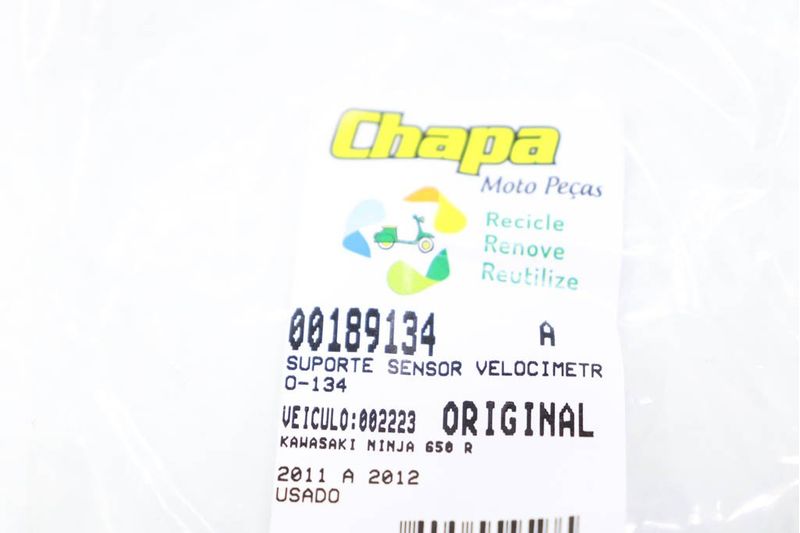 Chapa
Moto Peças
Recicle
Renove
Reutilize
00189134 A
SUPORTE SENSOR VELOCIMETR
O-134
VEICULO:002223 ORIGINAL
KAWASAKI NINJA 650 R
2011 A 2012
USADO